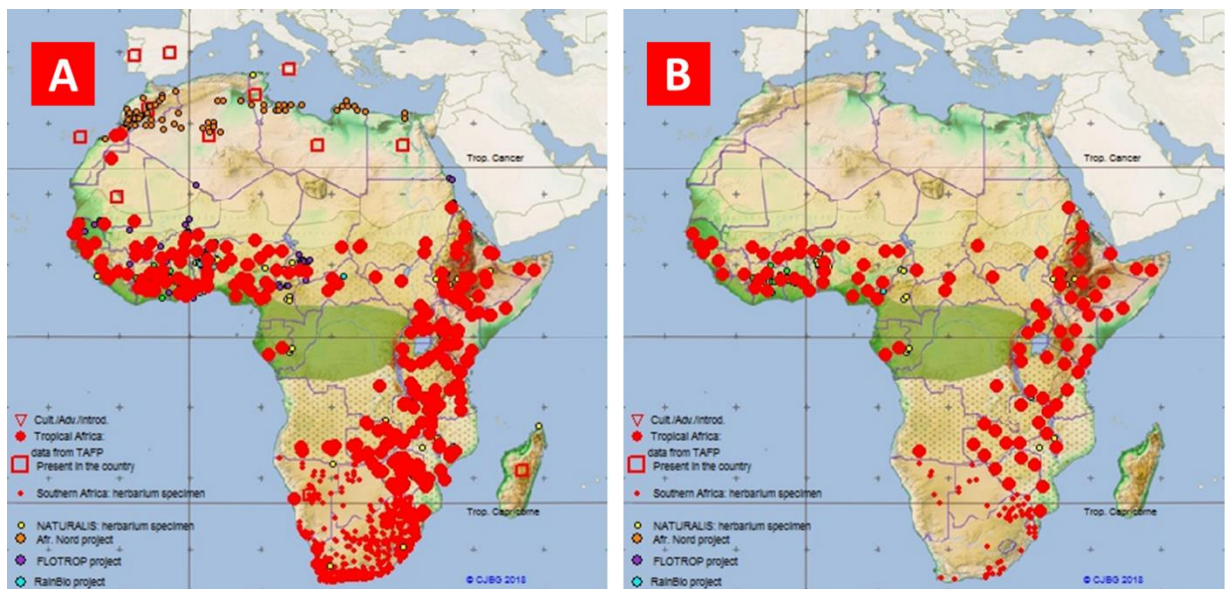 A
Trop. Cancer
Cult./Adv./Introd.
Tropical Africa:
data from TAFP
Present in the country
Southern Africa: herbarium specimen
Trop. Capricorne
NATURALIS: herbarium specimen
Afr. Nord project
FLOTROP project
RainBio project
© CJBG 2018
B
Trop. Cancer
Cult./Adv./Introd.
Tropical Africa:
data from TAFP
Present in the country
Southern Africa: herbarium specimen
Trop. Capricorne
NATURALIS: herbarium specimen
Afr. Nord project
FLOTROP project
RainBio project
© CJBG 2018